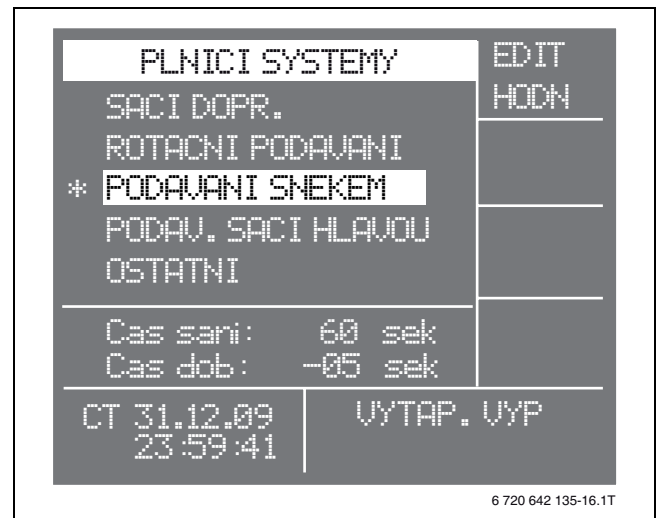 PLNICI SYSTEMY
EDIT
HODN
SACI DOPR.
ROTACNI PODAVANI
* PODAVANI SNEKEM
PODAV. SACI HLAVOU
OSTATNI
Cas sani: 60 sek
Cas dob: -05 sek
CT 31.12.09
23:59:41
VYTAP. VYP
6 720 642 135-16.1T